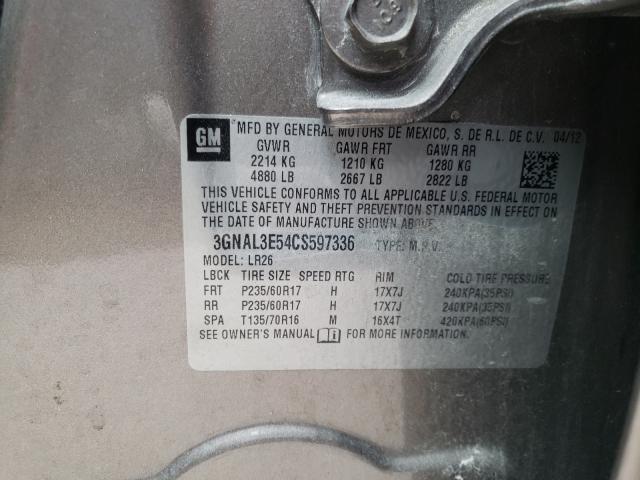 GM
MFD BY GENERAL MOTORS DE MEXICO, S. DE R.L. DE C.V. 04/12
GVWR GAWR FRT GAWR RR
2214 KG 1210 KG 1280 KG
4880 LB 2667 LB 2822 LB
THIS VEHICLE CONFORMS TO ALL APPLICABLE U.S. FEDERAL MOTOR
VEHICLE SAFETY AND THEFT PREVENTION STANDARDS IN EFFECT ON
THE DATE OF MANUFACTURE SHOWN ABOVE.
3GNAL3E54CS597336 TYPE: M.P.V.
MODEL: LR26
LBCK TIRE SIZE SPEED RTG RIM COLD TIRE PRESSURE
FRT P235/60R17 H 17X7J 240KPA(35PSI)
RR P235/60R17 H 17X7J 240KPA(35PSI)
SPA T135/70R16 M 16X4T 420KPA(60PSI)
SEE OWNER'S MANUAL FOR MORE INFORMATION.